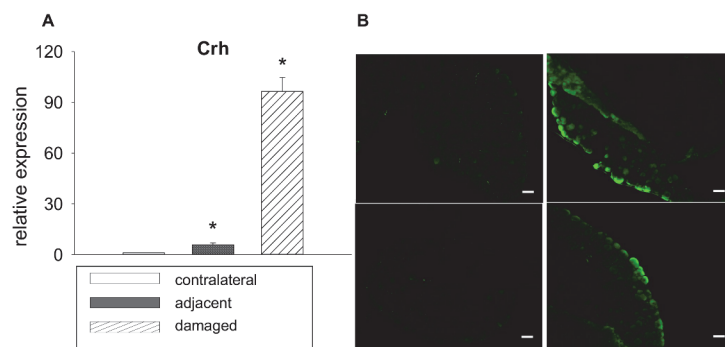 A
B
Crh
120
90
60
30
0
relative expression
*
*
contralateral
adjacent
damaged